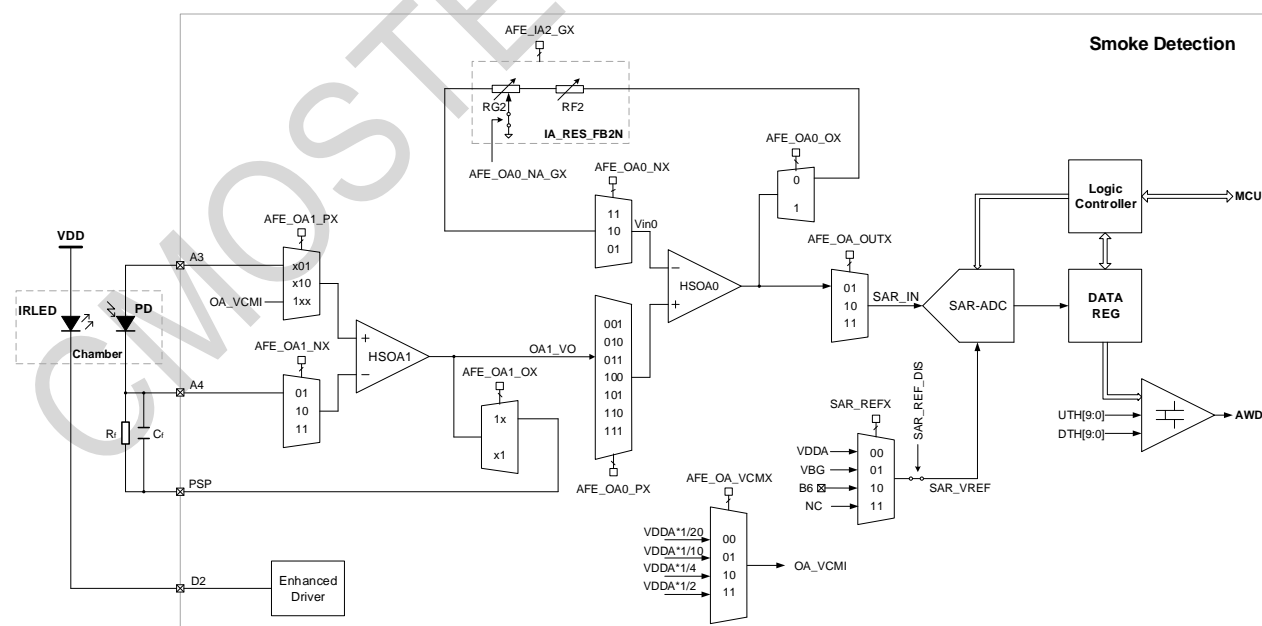 AFE_IA2_GX
Smoke Detection
RG2
RF2
IA_RES_FB2N
AFE_OA0_NA_GX
AFE_OA0_NX
11
10
01
Vin0
AFE_OA0_OX
0
1
Logic
Controller
MCU
AFE_OA1_PX
VDD
A3
x01
x10
1xx
OA_VCMI
IRLED
PD
Chamber
HSOA1
+
−
HSOA0
−
+
AFE_OA_OUTX
01
10
11
SAR_IN
SAR-ADC
DATA
REG
OA1_VO
001
010
011
100
101
110
111
AFE_OA0_PX
AFE_OA1_NX
A4
01
10
11
AFE_OA1_OX
1x
x1
Rf
Cf
PSP
SAR_REFX
SAR_REF_DIS
VDDA
VBG
B6
NC
00
01
10
11
SAR_VREF
UTH[9:0]
DTH[9:0]
AWD
AFE_OA_VCMX
VDDA*1/20
VDDA*1/10
VDDA*1/4
VDDA*1/2
00
01
10
11
OA_VCMI
D2
Enhanced
Driver